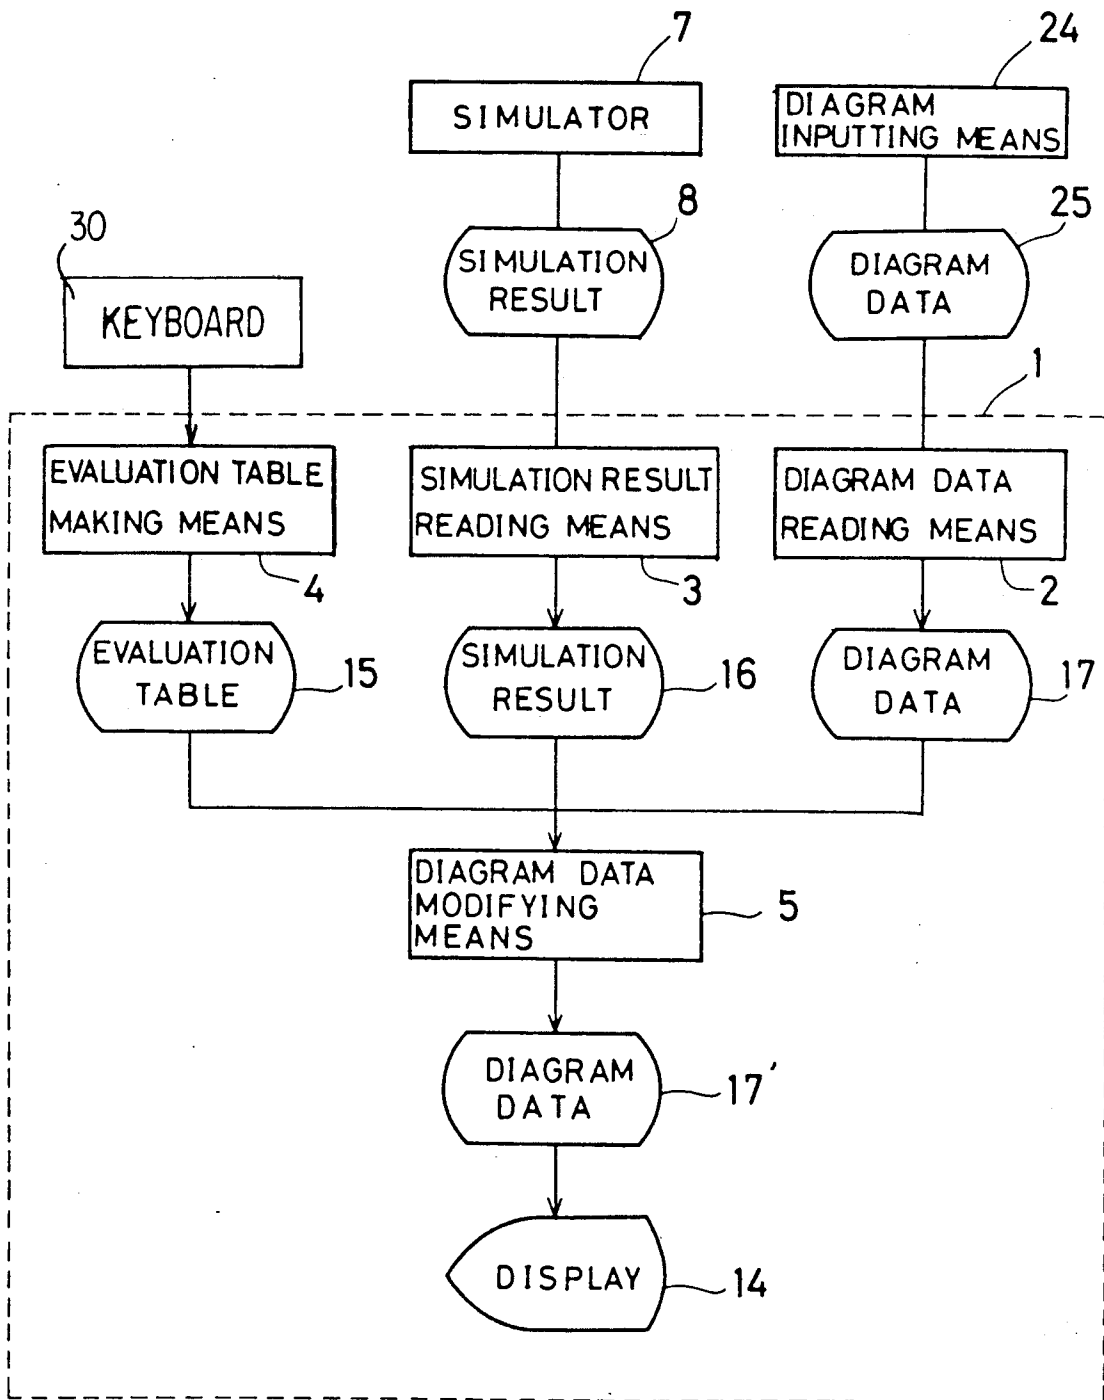 7
24
SIMULATOR
DIAGRAM
INPUTTING MEANS
8
25
30
SIMULATION
RESULT
DIAGRAM
DATA
KEYBOARD
1
EVALUATION TABLE
MAKING MEANS
SIMULATION RESULT
READING MEANS
DIAGRAM DATA
READING MEANS
4
3
2
EVALUATION
TABLE
15
SIMULATION
RESULT
16
DIAGRAM
DATA
17
DIAGRAM DATA
MODIFYING
MEANS
5
DIAGRAM
DATA
17'
DISPLAY
14